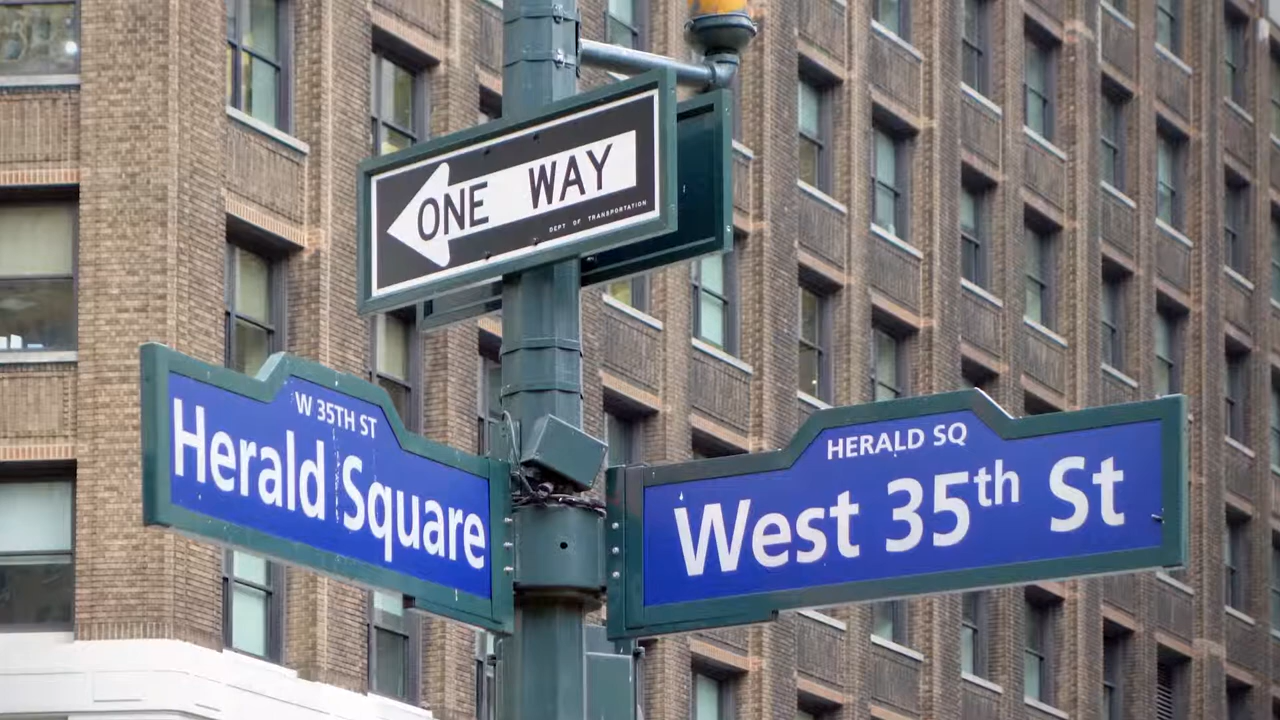 ONE WAY
DEPT OF TRANSPORTATION
W 35TH ST
Herald Square
HERALD SQ
West 35th St